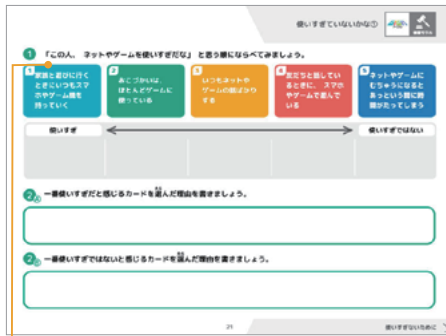 使いすぎていないかな①
1 「この人、ネットやゲームを使いすぎだな」と思う順にならべてみましょう。
1
家族と遊びに行く
ときにいつもスマ
ホやゲーム機を
持っていく
2
おこづかいは、
ほとんどゲームに
使っている
3
いつもネットや
ゲームの話ばかり
する
4
友だちと話してい
るときに、スマホ
やゲームで遊んで
いる
5
ネットやゲームに
むちゅうになると
あっという間に時
間がたってしまう
使いすぎ
使いすぎではない
2 一番使いすぎだと感じるカードを選んだ理由を書きましょう。
2 一番使いすぎではないと感じるカードを選んだ理由を書きましょう。
21
使いすぎないために